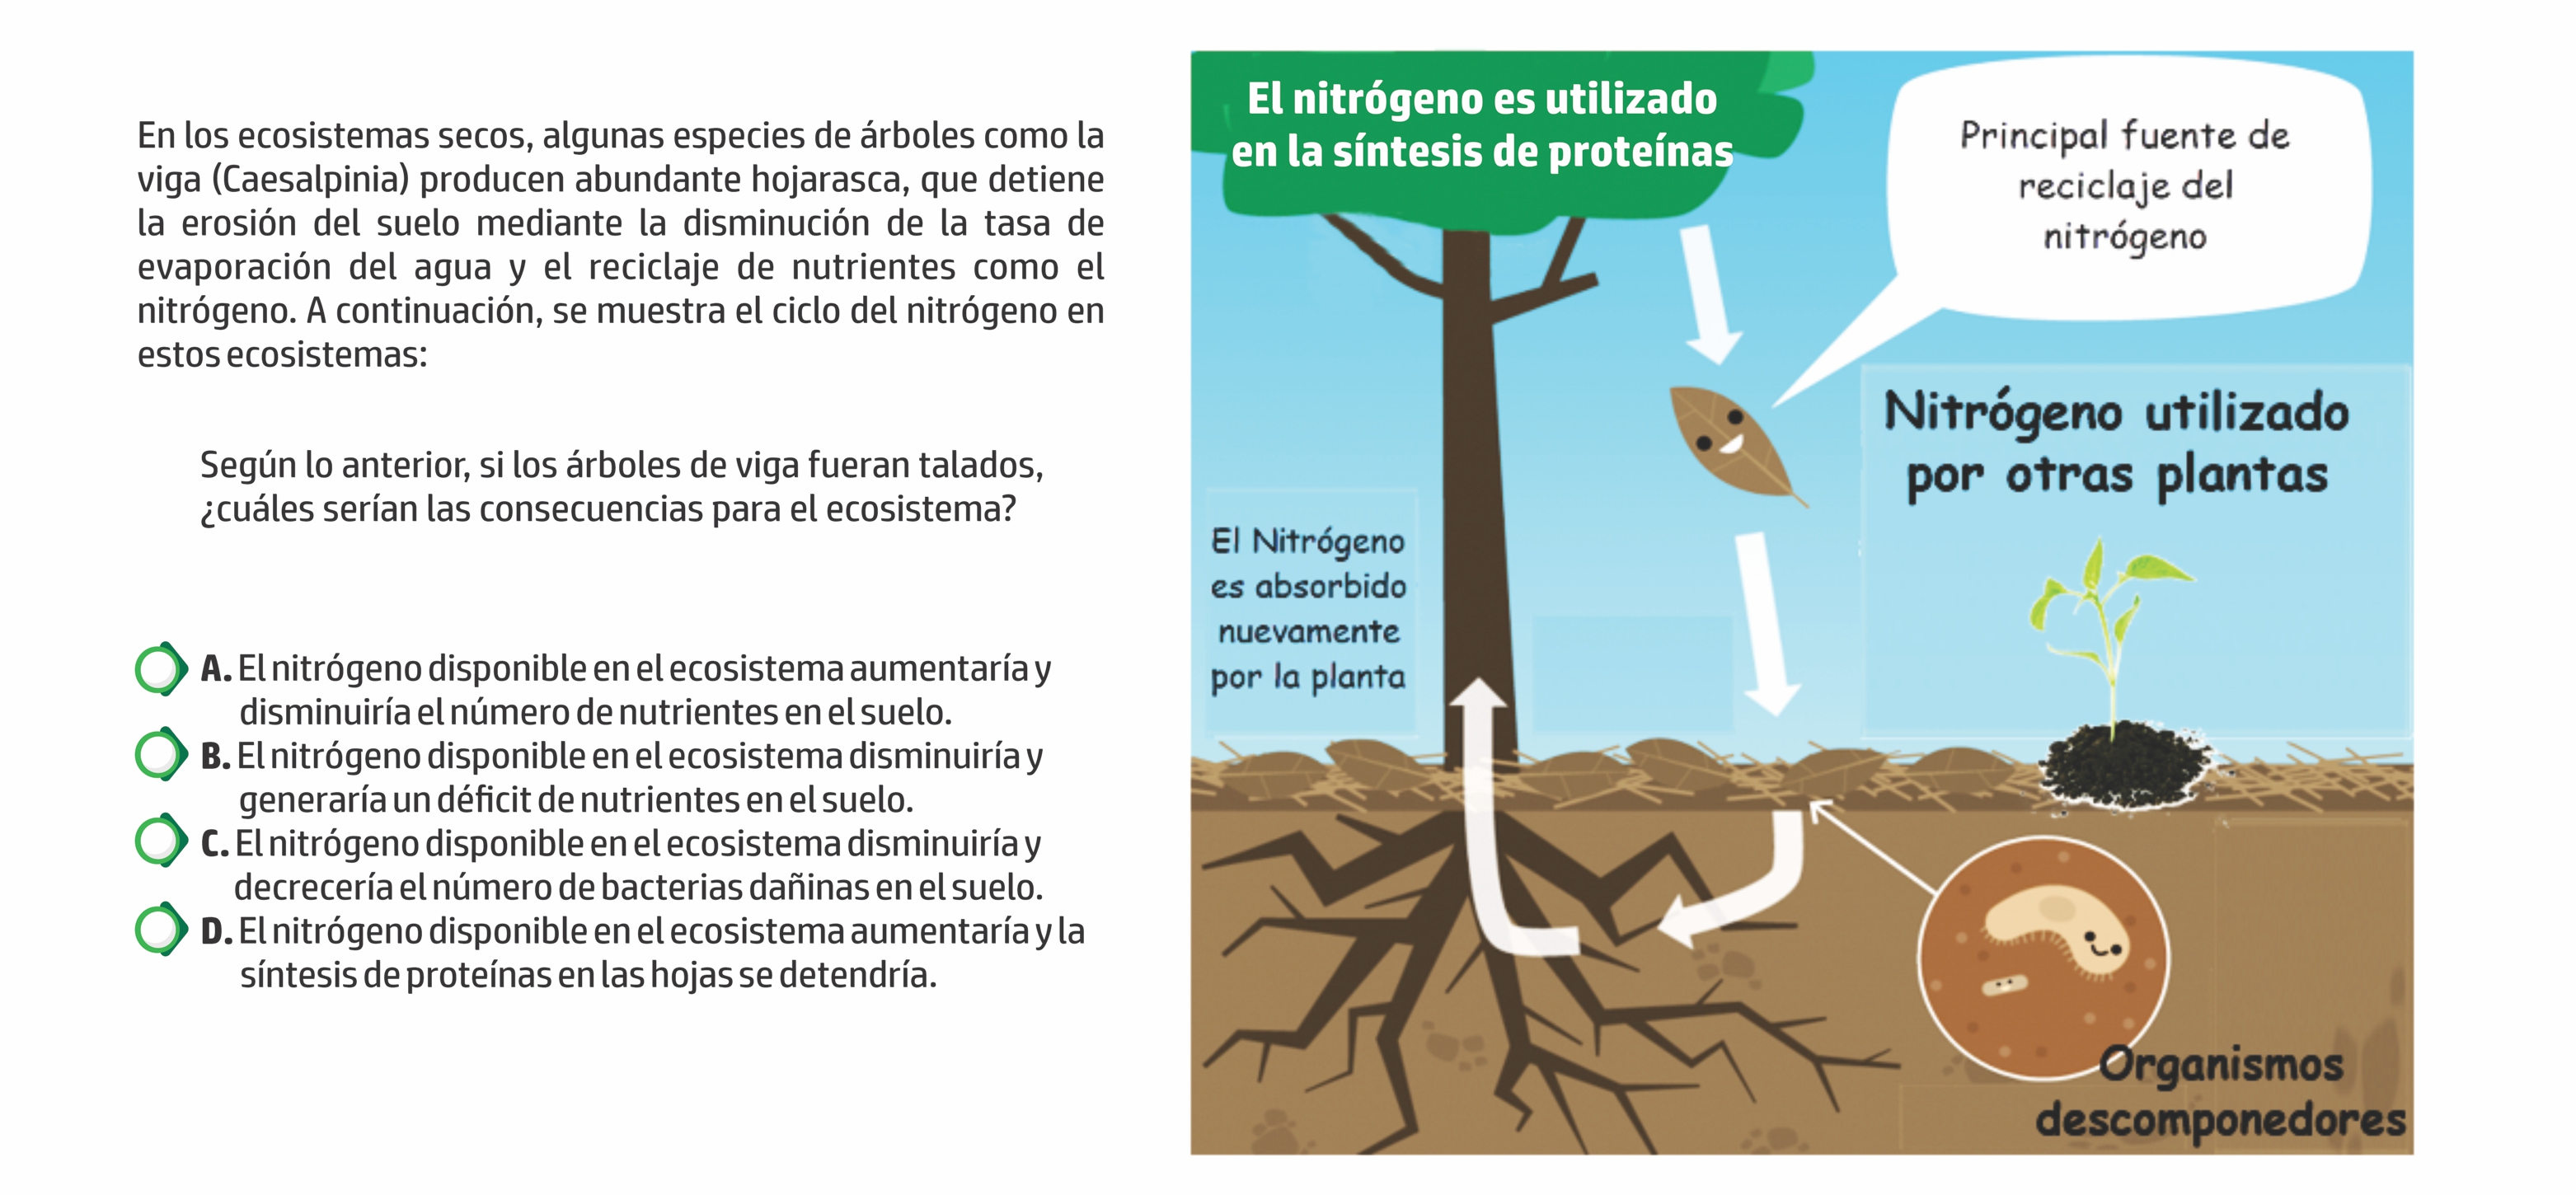 En los ecosistemas secos, algunas especies de árboles como la
viga (Caesalpinia) producen abundante hojarasca, que detiene
la erosión del suelo mediante la disminución de la tasa de
evaporación del agua y el reciclaje de nutrientes como el
nitrógeno. A continuación, se muestra el ciclo del nitrógeno en
estos ecosistemas:
Según lo anterior, si los árboles de viga fueran talados,
¿cuáles serían las consecuencias para el ecosistema?
A. El nitrógeno disponible en el ecosistema aumentaría y
disminuiría el número de nutrientes en el suelo.
B. El nitrógeno disponible en el ecosistema disminuiría y
generaría un déficit de nutrientes en el suelo.
C. El nitrógeno disponible en el ecosistema disminuiría y
decrecería el número de bacterias dañinas en el suelo.
D. El nitrógeno disponible en el ecosistema aumentaría y la
síntesis de proteínas en las hojas se detendría.
El nitrógeno es utilizado
en la síntesis de proteínas
Principal fuente de
reciclaje del
nitrógeno
Nitrógeno utilizado
por otras plantas
El Nitrógeno
es absorbido
nuevamente
por la planta
Organismos
descomponedores